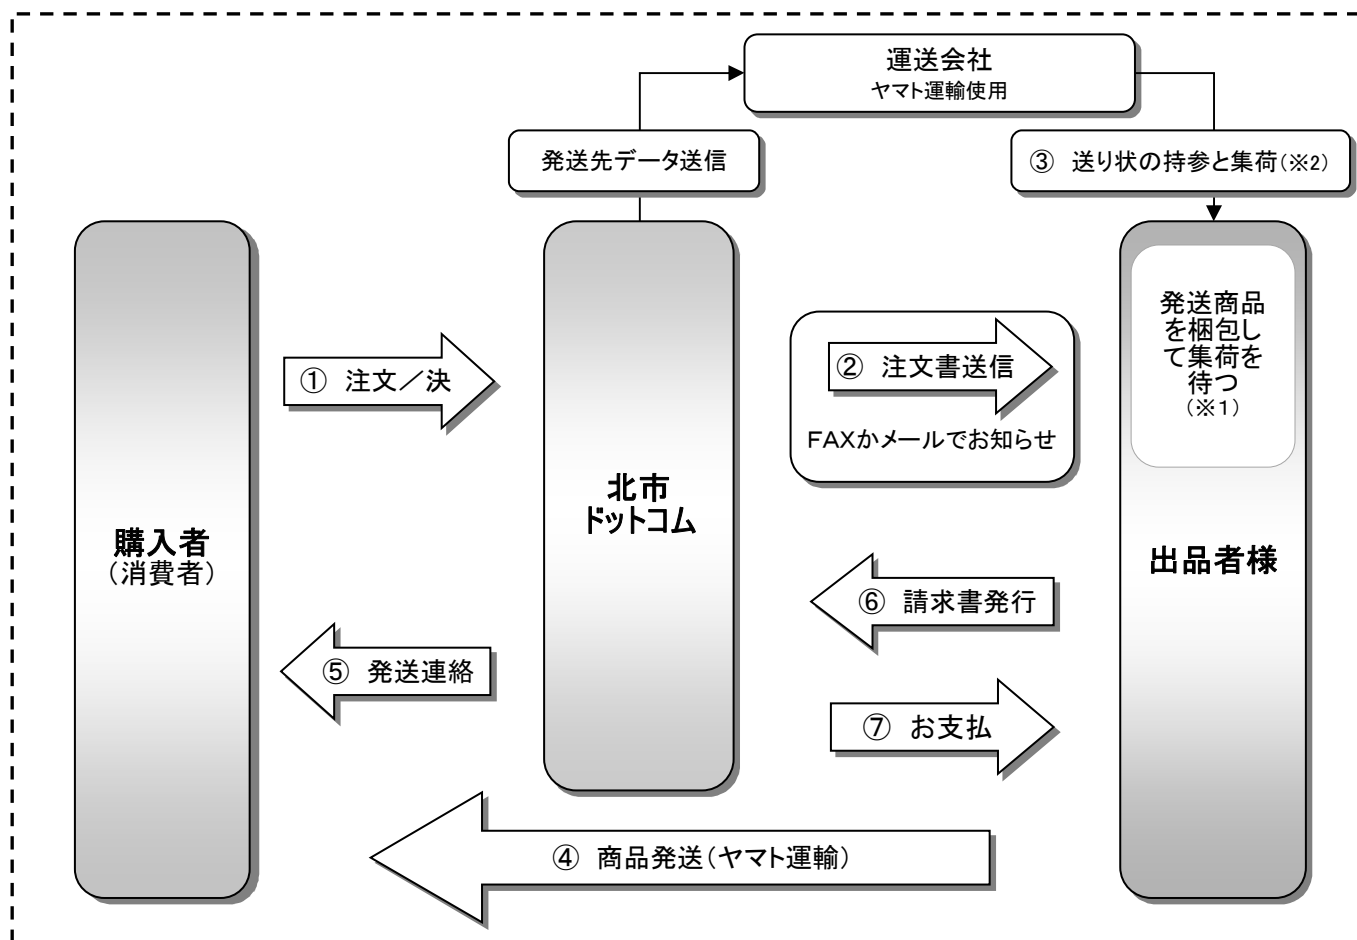 運送会社
ヤマト運輸使用
発送先データ送信
③ 送り状の持参と集荷(※2)
発送商品
を梱包し
て集荷を
待つ
(※1)
① 注文／決
② 注文書送信
FAXかメールでお知らせ
北市
ドットコム
購入者
(消費者)
出品者様
⑥ 請求書発行
⑤ 発送連絡
⑦ お支払
④ 商品発送(ヤマト運輸)